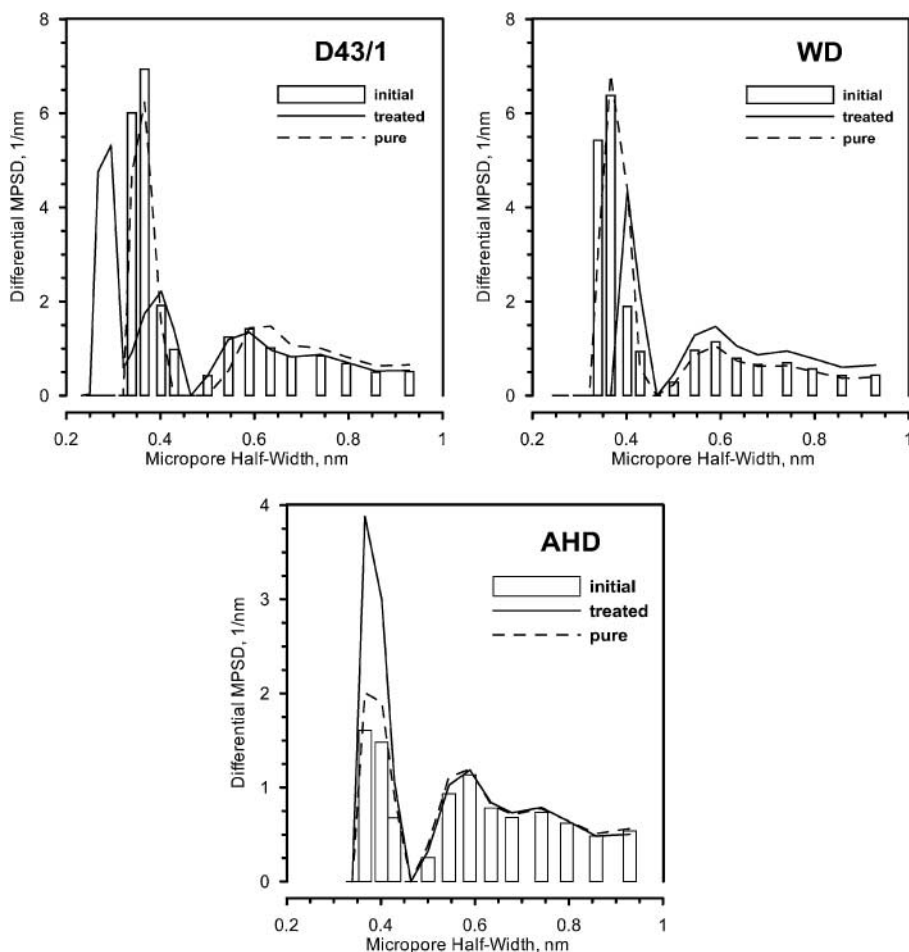 D43/1
initial
treated
pure
Differential MPSD, 1/nm
8
6
4
2
0
0.2 0.4 0.6 0.8 1
Micropore Half-Width, nm
WD
initial
treated
pure
Differential MPSD, 1/nm
8
6
4
2
0
0.2 0.4 0.6 0.8 1
Micropore Half-Width, nm
AHD
initial
treated
pure
Differential MPSD, 1/nm
4
3
2
1
0
0.2 0.4 0.6 0.8 1
Micropore Half-Width, nm